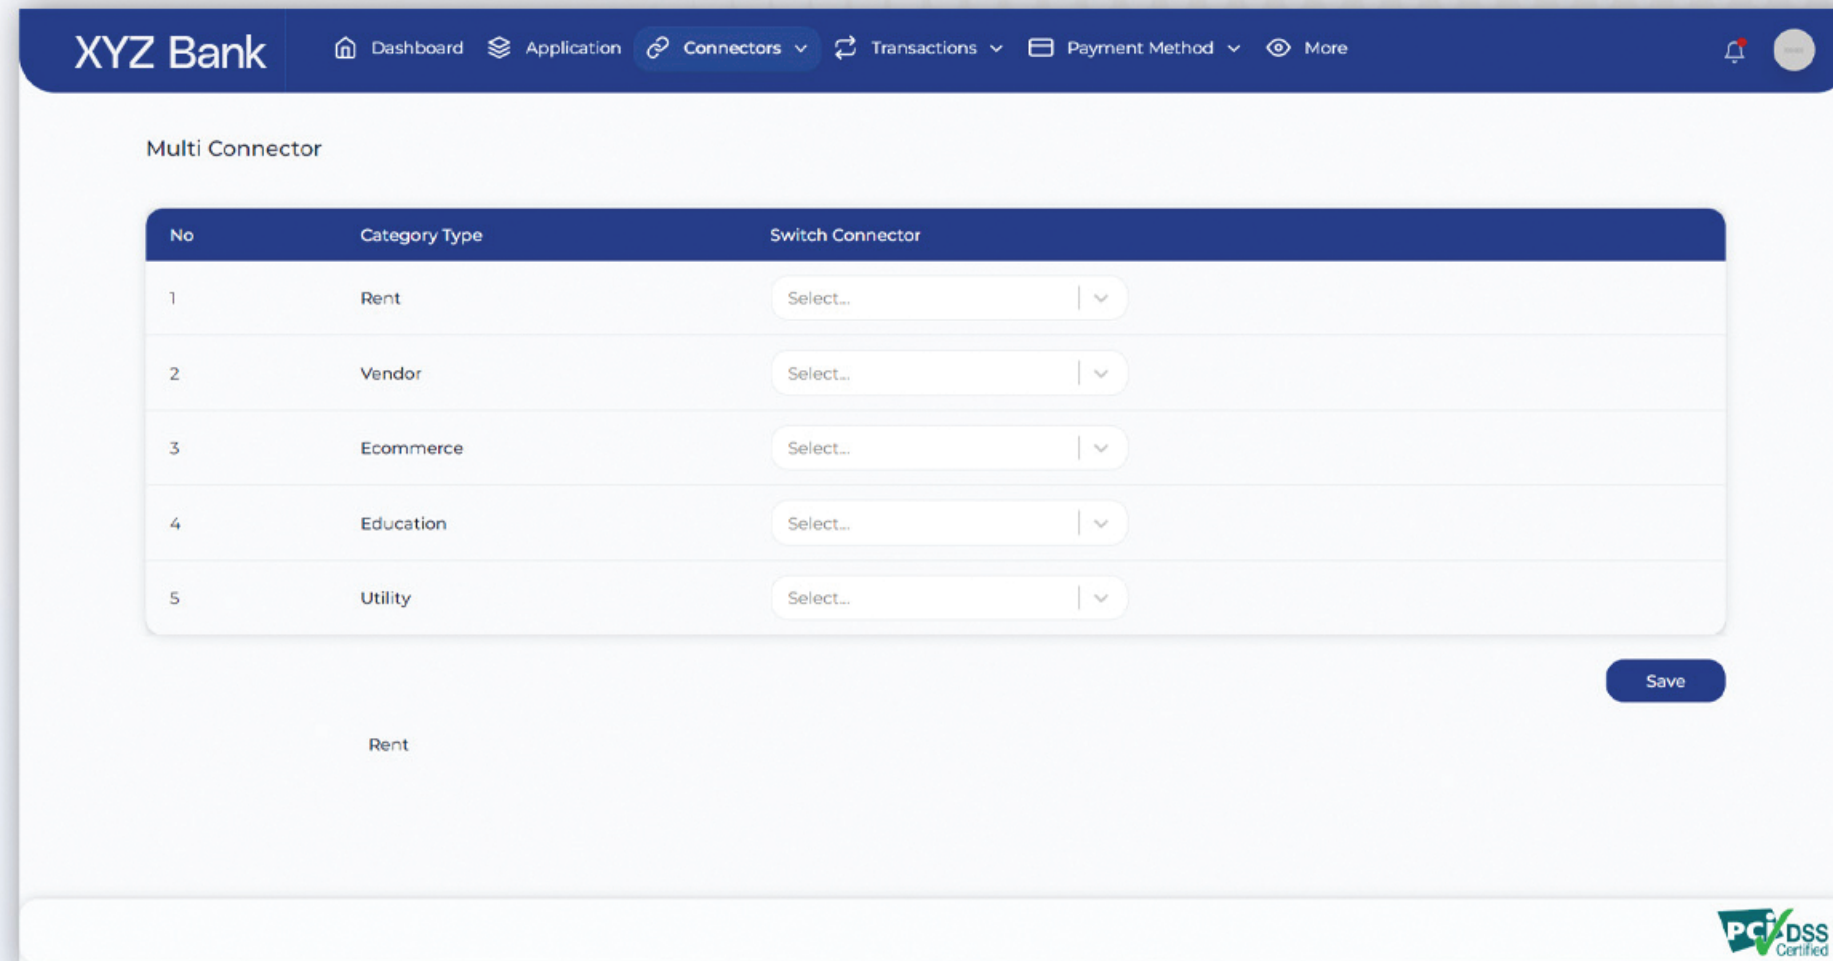 XYZ Bank Dashboard Application Connectors Transactions Payment Method More
Multi Connector
No Category Type Switch Connector
1 Rent Select...
2 Vendor Select...
3 Ecommerce Select...
4 Education Select...
5 Utility Select...
Save
Rent
PCI DSS
Certified